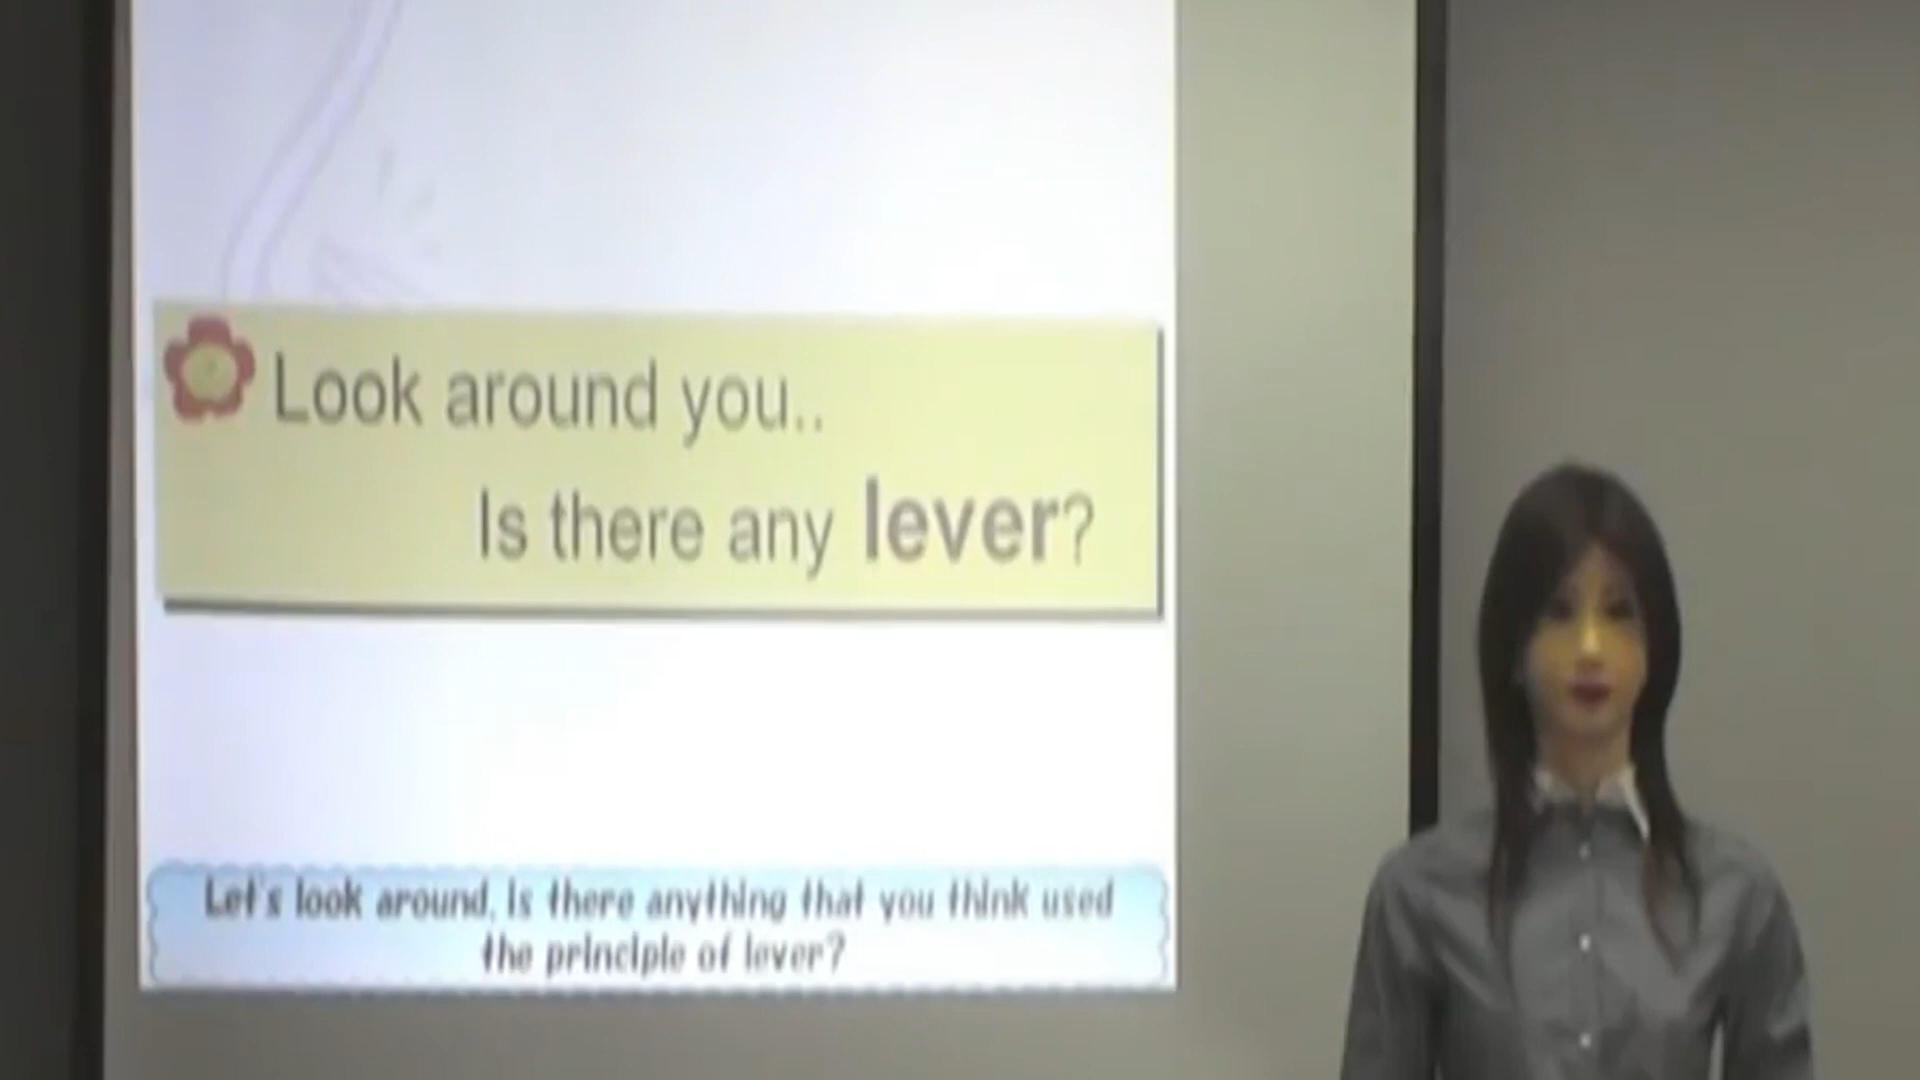 Look around you..
Is there any lever?
Let's look around, Is there anything that you think used
the principle of lever?